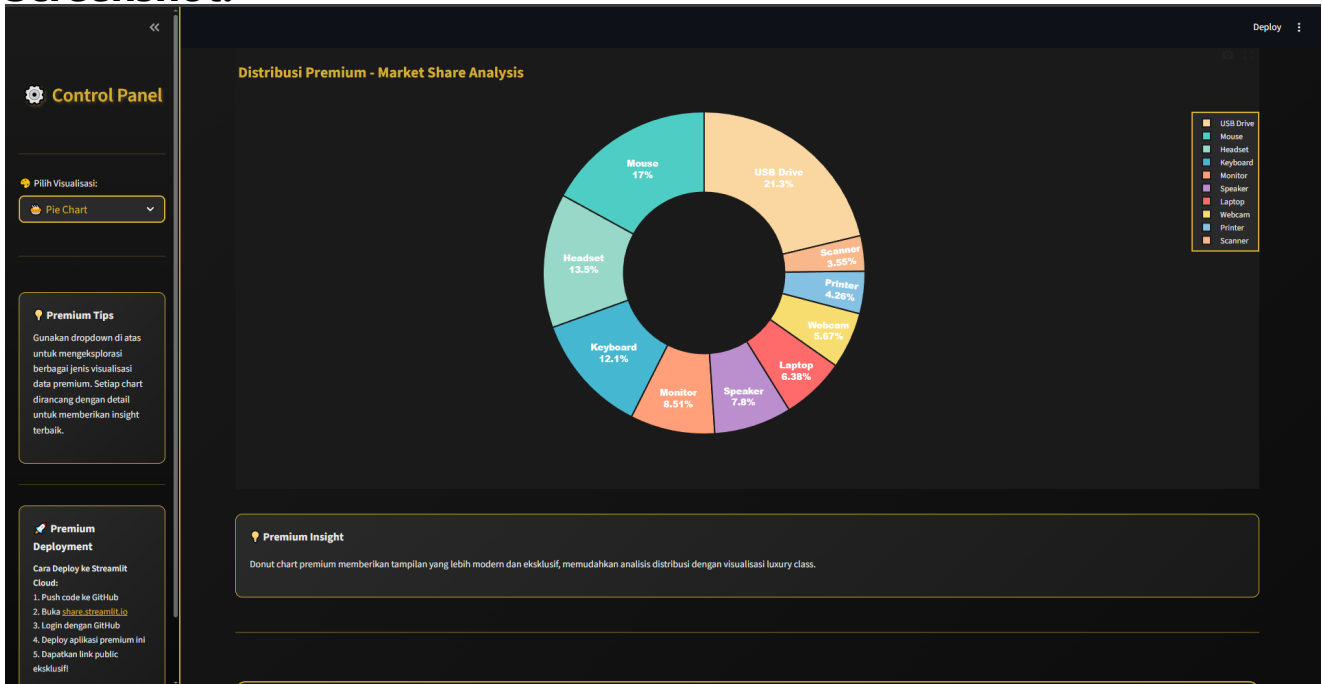 Screenshot:
Deploy
Control Panel
Pilih Visualisasi:
Pie Chart
Premium Tips
Gunakan dropdown di atas
untuk mengeksplorasi
berbagai jenis visualisasi
data premium. Setiap chart
dirancang dengan detail
untuk memberikan insight
terbaik.
Premium
Deployment
Cara Deploy ke Streamlit
Cloud:
1. Push code ke GitHub
2. Buka share.streamlit.io
3. Login dengan GitHub
4. Deploy aplikasi premium ini
5. Dapatkan link public
eksklusif!
Distribusi Premium - Market Share Analysis
USB Drive
21.3%
Scanner
3.55%
Printer
4.26%
Webcam
5.67%
Laptop
6.38%
Speaker
7.8%
Monitor
8.51%
Keyboard
12.1%
Headset
13.5%
Mouse
17%
USB Drive
Mouse
Headset
Keyboard
Monitor
Speaker
Laptop
Webcam
Printer
Scanner
Premium Insight
Donut chart premium memberikan tampilan yang lebih modern dan eksklusif, memudahkan analisis distribusi dengan visualisasi luxury class.